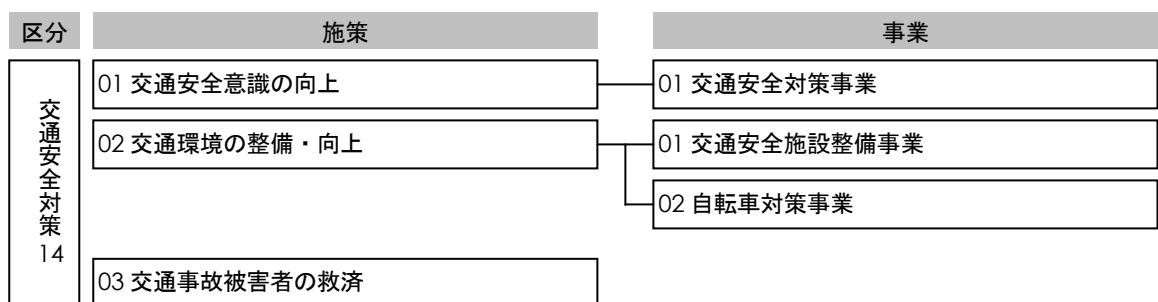 区分
施策
事業
交通安全対策
14
01 交通安全意識の向上
01 交通安全対策事業
02 交通環境の整備・向上
01 交通安全施設整備事業
02 自転車対策事業
03 交通事故被害者の救済